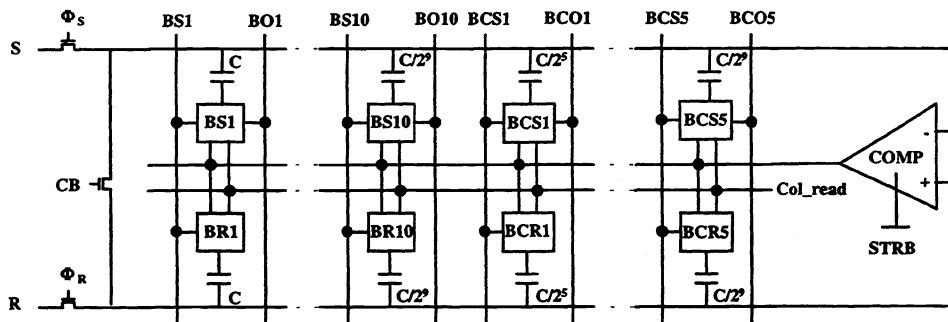 Φ_S BS1 BO1 BS10 BO10 BCS1 BCO1 BCS5 BCO5
S
C C/2⁹ C/2⁵ C/2⁹
BS1 BS10 BCS1 BCS5
COMP
-
CB
Col_read
+
BR1 BR10 BCR1 BCR5
STRB
Φ_R
C C/2⁹ C/2⁵ C/2⁹
R